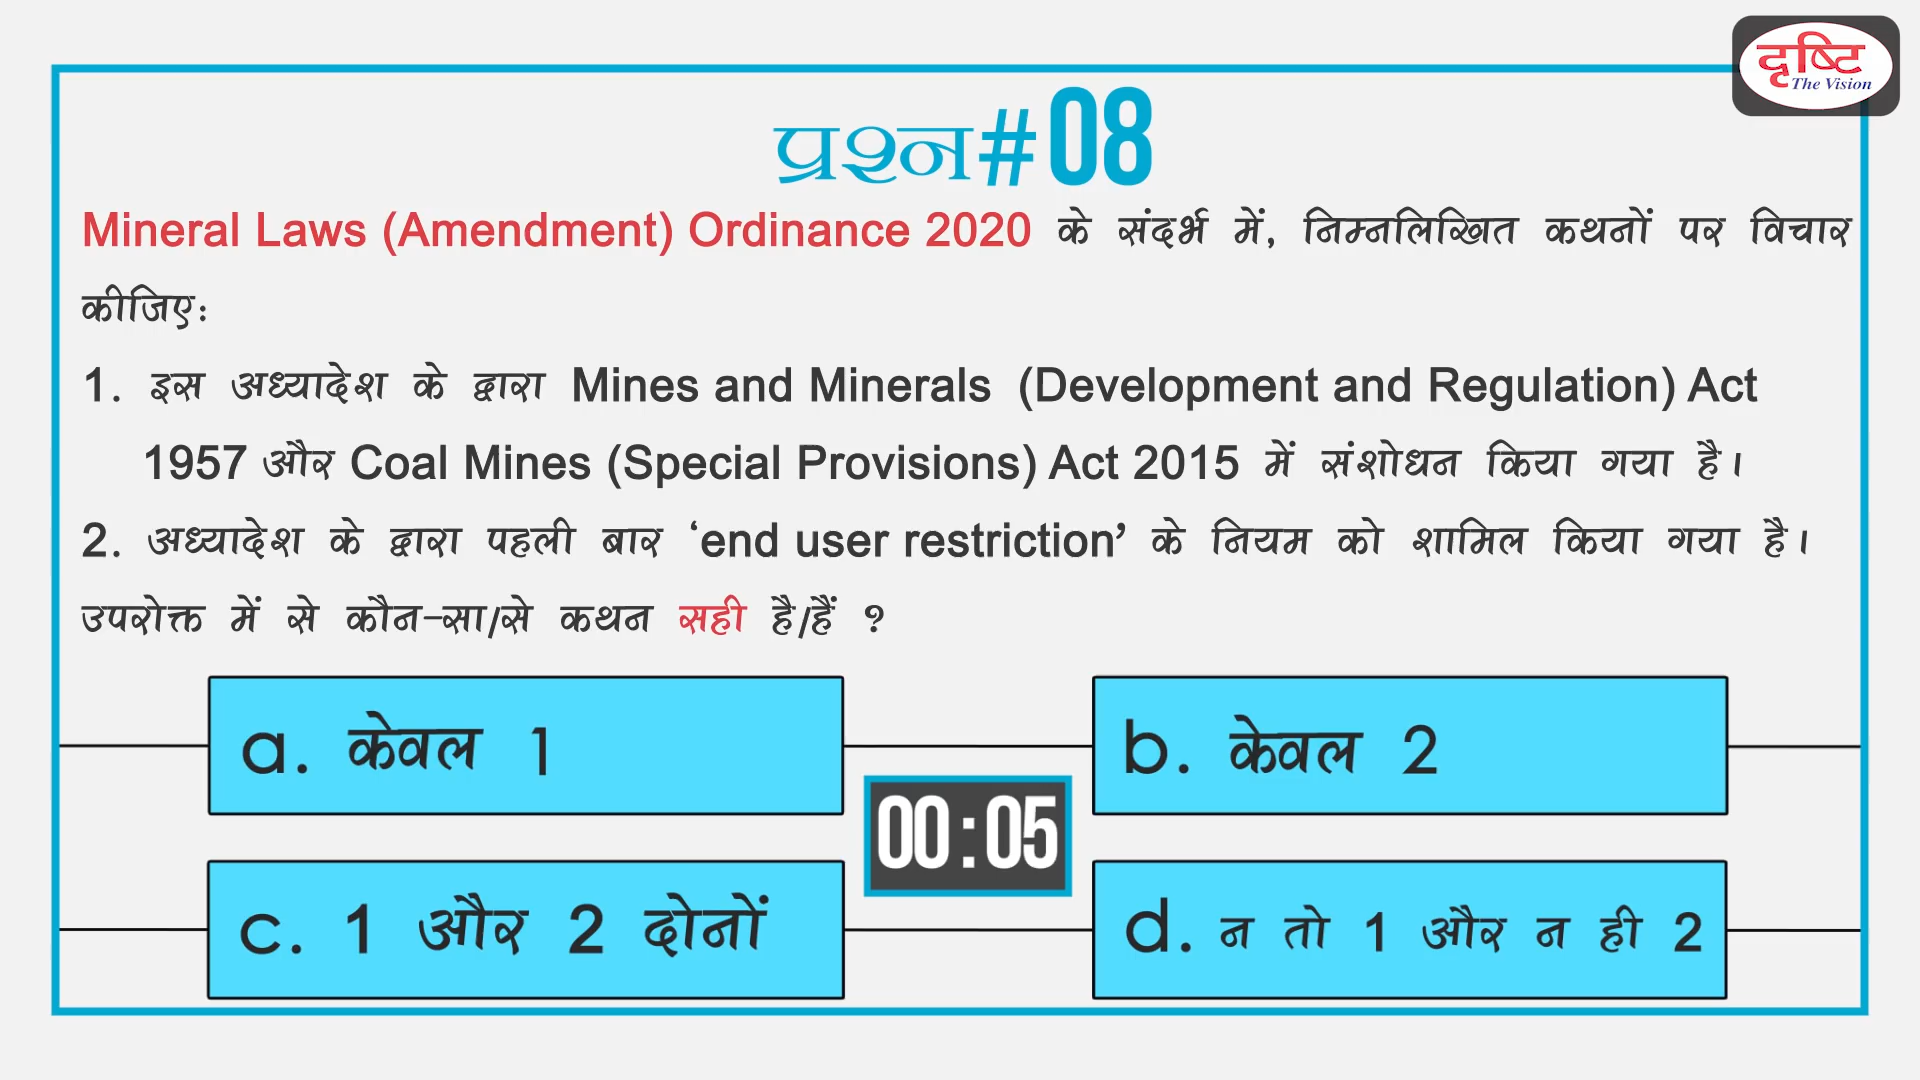 दृष्टि
The Vision
प्रश्न#08
Mineral Laws (Amendment) Ordinance 2020 के संदर्भ में, निम्नलिखित कथनों पर विचार
कीजिए:
1. इस अध्यादेश के द्वारा Mines and Minerals (Development and Regulation) Act
1957 और Coal Mines (Special Provisions) Act 2015 में संशोधन किया गया है।
2. अध्यादेश के द्वारा पहली बार ‘end user restriction’ के नियम को शामिल किया गया है।
उपरोक्त में से कौन-सा/से कथन सही है/हैं ?
a. केवल 1
b. केवल 2
00:05
c. 1 और 2 दोनों
d. न तो 1 और न ही 2